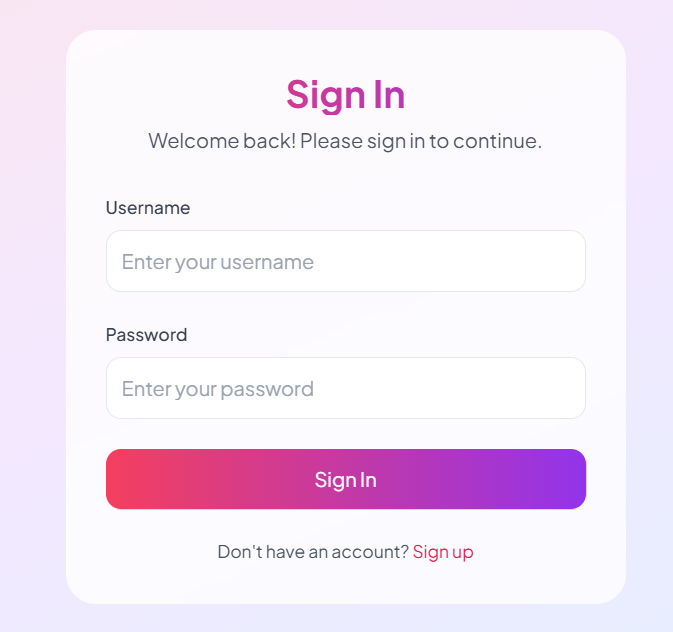 Sign In
Welcome back! Please sign in to continue.
Username
Enter your username
Password
Enter your password
Sign In
Don't have an account? Sign up